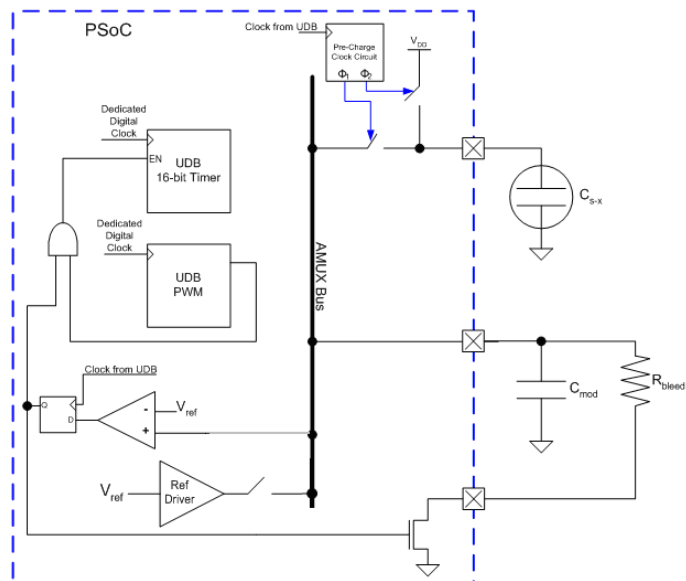 PSoC
Clock from UDB
Pre-Charge
Clock Circuit
Φ1 Φ2
VDD
Dedicated
Digital
Clock
EN
UDB
16-bit Timer
Cs-x
Dedicated
Digital
Clock
UDB
PWM
AMUX Bus
Clock from UDB
Q
D
-
+
Vref
Cmod
Rbleed
Vref
Ref
Driver